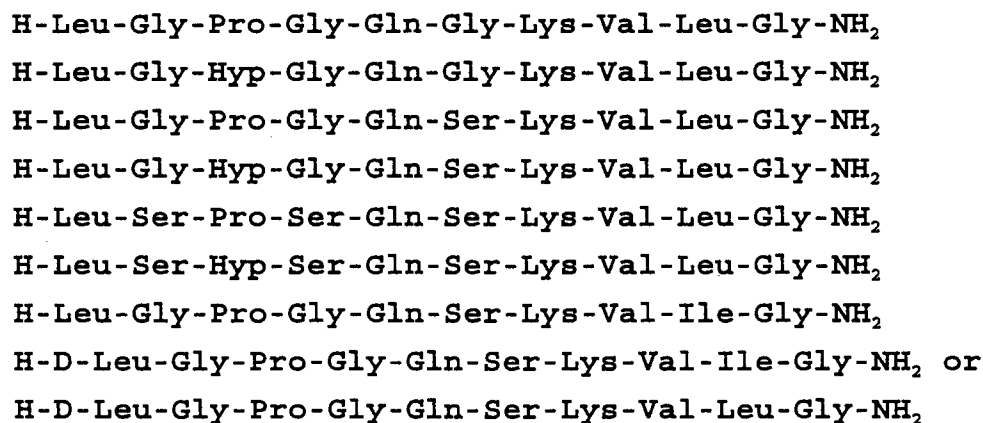 H-Leu-Gly-Pro-Gly-Gln-Gly-Lys-Val-Leu-Gly-NH₂
H-Leu-Gly-Hyp-Gly-Gln-Gly-Lys-Val-Leu-Gly-NH₂
H-Leu-Gly-Pro-Gly-Gln-Ser-Lys-Val-Leu-Gly-NH₂
H-Leu-Gly-Hyp-Gly-Gln-Ser-Lys-Val-Leu-Gly-NH₂
H-Leu-Ser-Pro-Ser-Gln-Ser-Lys-Val-Leu-Gly-NH₂
H-Leu-Ser-Hyp-Ser-Gln-Ser-Lys-Val-Leu-Gly-NH₂
H-Leu-Gly-Pro-Gly-Gln-Ser-Lys-Val-Ile-Gly-NH₂
H-D-Leu-Gly-Pro-Gly-Gln-Ser-Lys-Val-Ile-Gly-NH₂ or
H-D-Leu-Gly-Pro-Gly-Gln-Ser-Lys-Val-Leu-Gly-NH₂